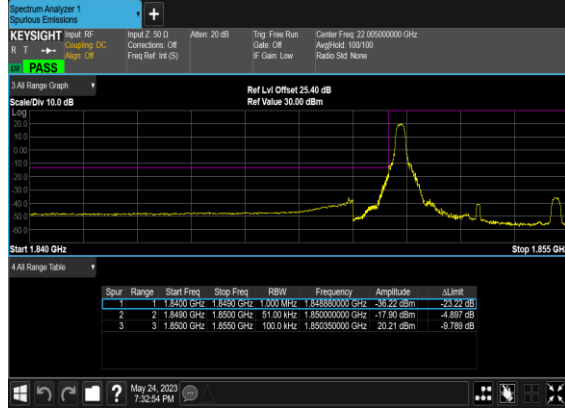 Spectrum Analyzer 1
Spurious Emissions
+
KEYSIGHT Input: RF Input Z: 50 Ω Atten: 20 dB Trig: Free Run Center Freq: 22.005000000 GHz
R T Coupling: DC Corrections: Off Gate: Off Avg|Hold: 100/100
Align: Off Freq Ref: Int (S) IF Gain: Low Radio Std: None
PASS
3 All Range Graph Ref Lvl Offset 25.40 dB
Scale/Div 10.0 dB Ref Value 30.00 dBm
Log
20.0
10.0
0.00
-10.0
-20.0
-30.0
-40.0
-50.0
-60.0
Start 1.840 GHz Stop 1.855 GH
4 All Range Table
Spur Range Start Freq Stop Freq RBW Frequency Amplitude ΔLimit
1 1 1.8400 GHz 1.8490 GHz 1.000 MHz 1.848880000 GHz -36.22 dBm -23.22 dB
2 2 1.8490 GHz 1.8500 GHz 51.00 kHz 1.850000000 GHz -17.90 dBm -4.897 dB
3 3 1.8500 GHz 1.8550 GHz 100.0 kHz 1.850350000 GHz 20.21 dBm -9.789 dB
? May 24, 2023
7:32:54 PM